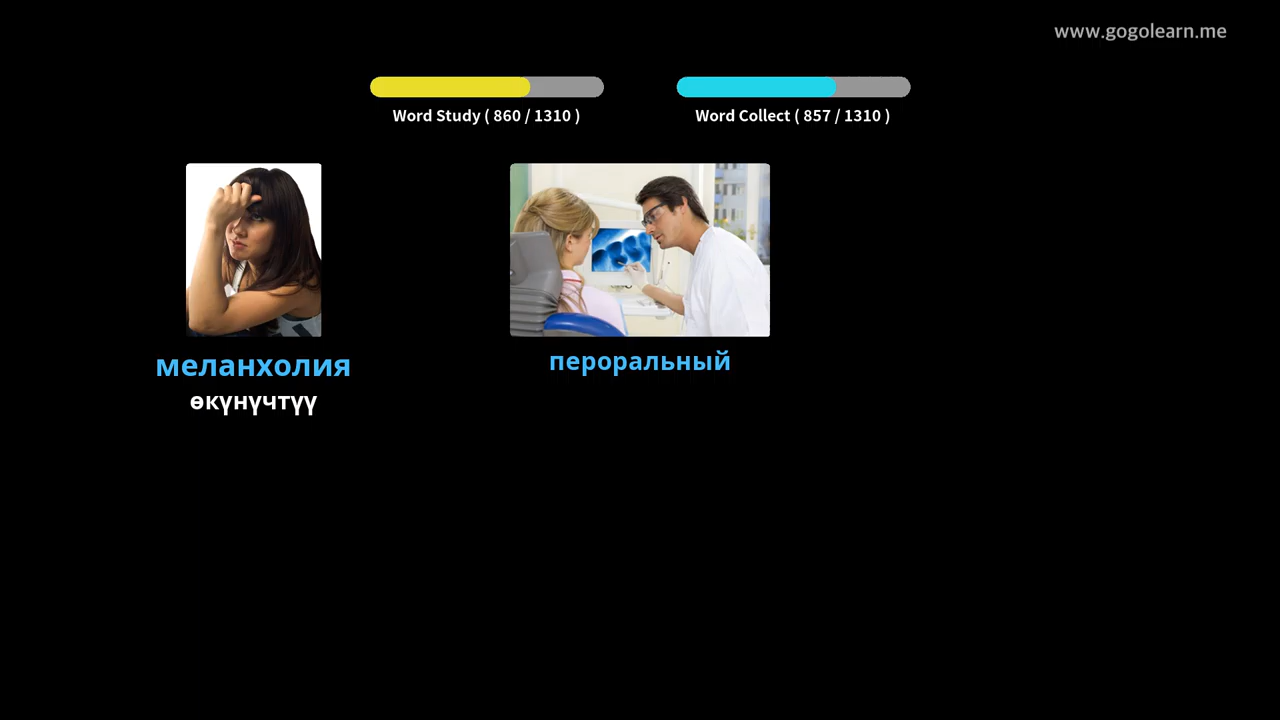 www.gogolearn.me
Word Study ( 860 / 1310 )
Word Collect ( 857 / 1310 )
меланхолия
өкүнүчтүү
пероральный